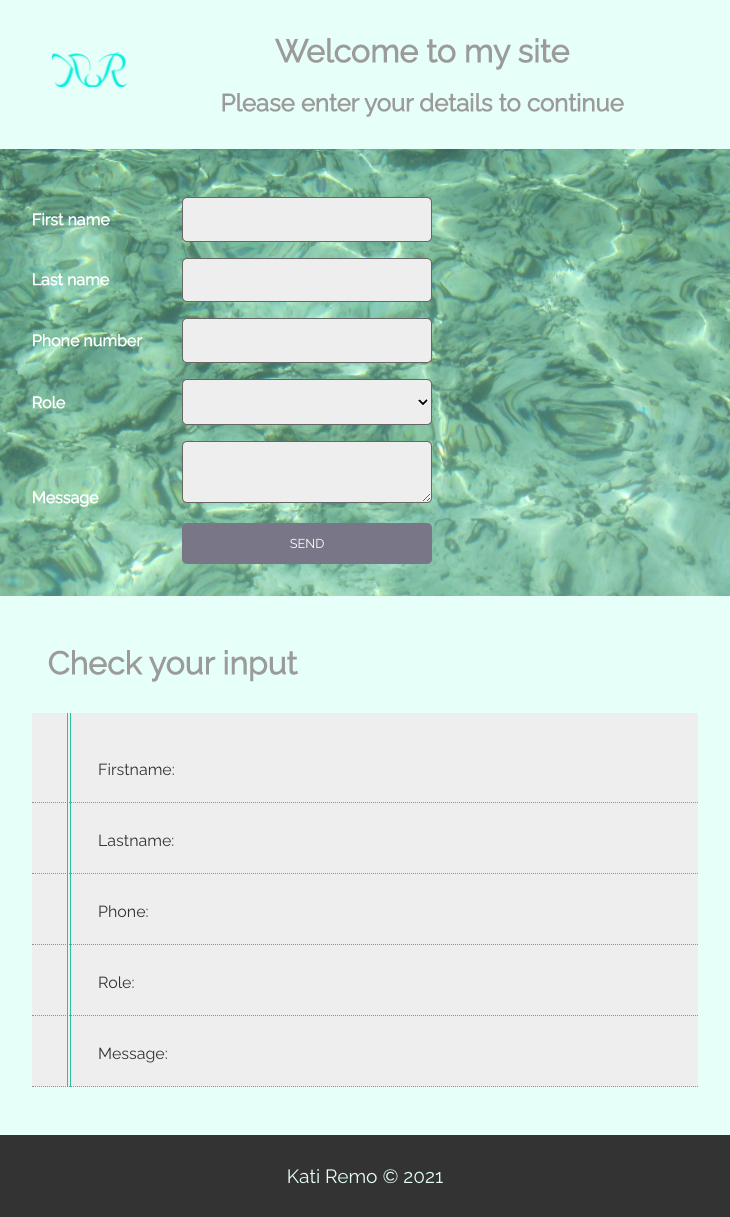 Welcome to my site
Please enter your details to continue
First name
Last name
Phone number
Role
Message
SEND
Check your input
Firstname:
Lastname:
Phone:
Role:
Message:
Kati Remo © 2021